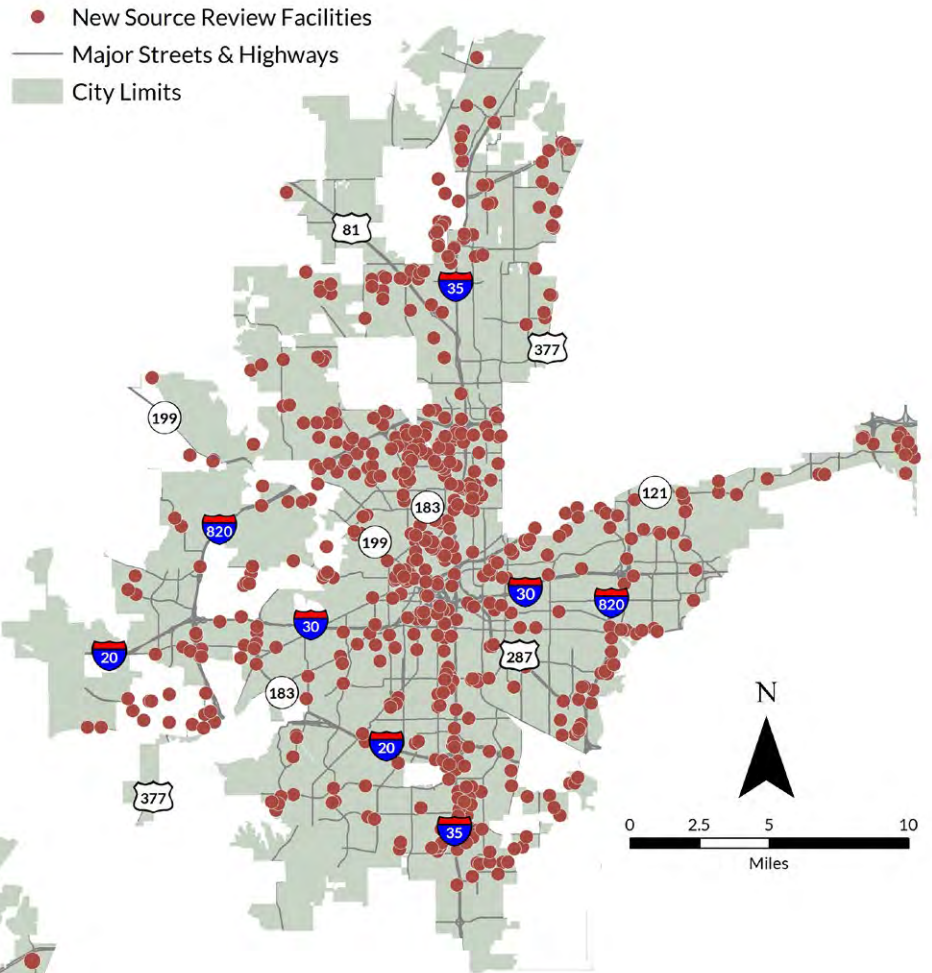 New Source Review Facilities
Major Streets & Highways
City Limits
81
35
377
199
121
183
820
199
30
820
30
287
20
183
20
377
35
N
0 2.5 5 10
Miles